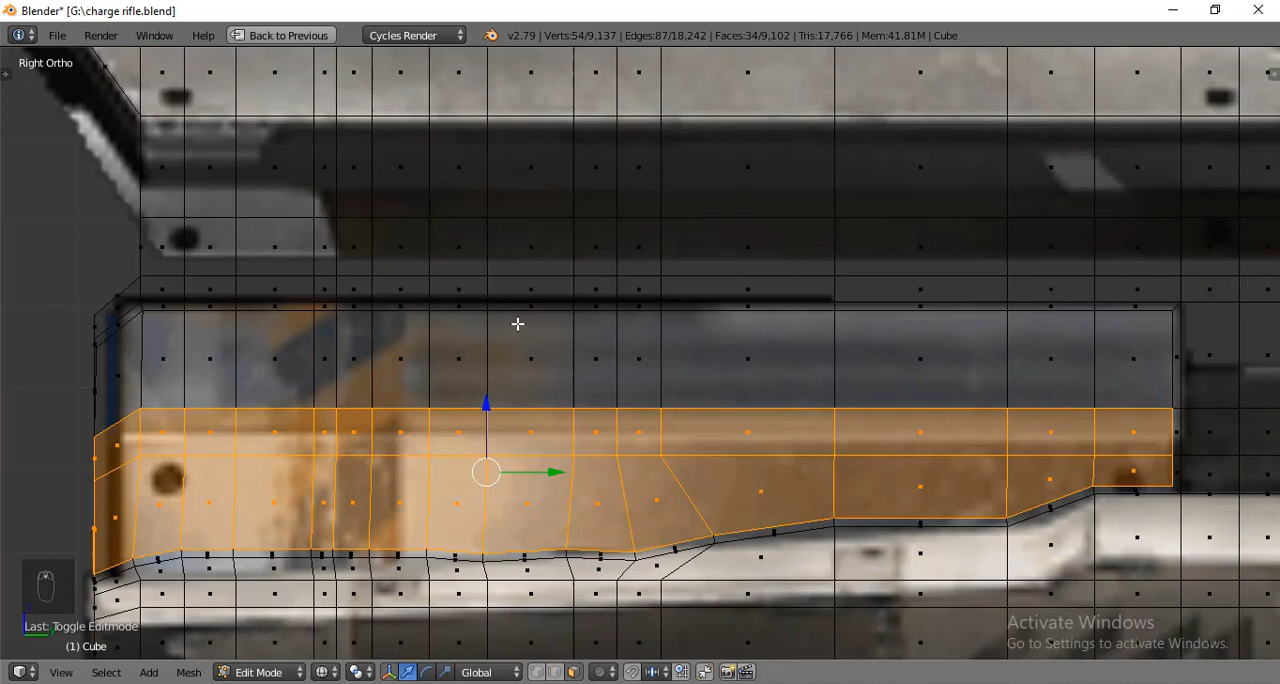 Blender* [G:\charge rifle.blend]
File Render Window Help Back to Previous Cycles Render v2.79 | Verts:54/9,137 | Edges:87/18,242 | Faces:34/9,102 | Tris:17,766 | Mem:41.81M | Cube
Right Ortho
Last: Toggle Editmode
(1) Cube
Activate Windows
Go to Settings to activate Windows.
View Select Add Mesh Edit Mode Global